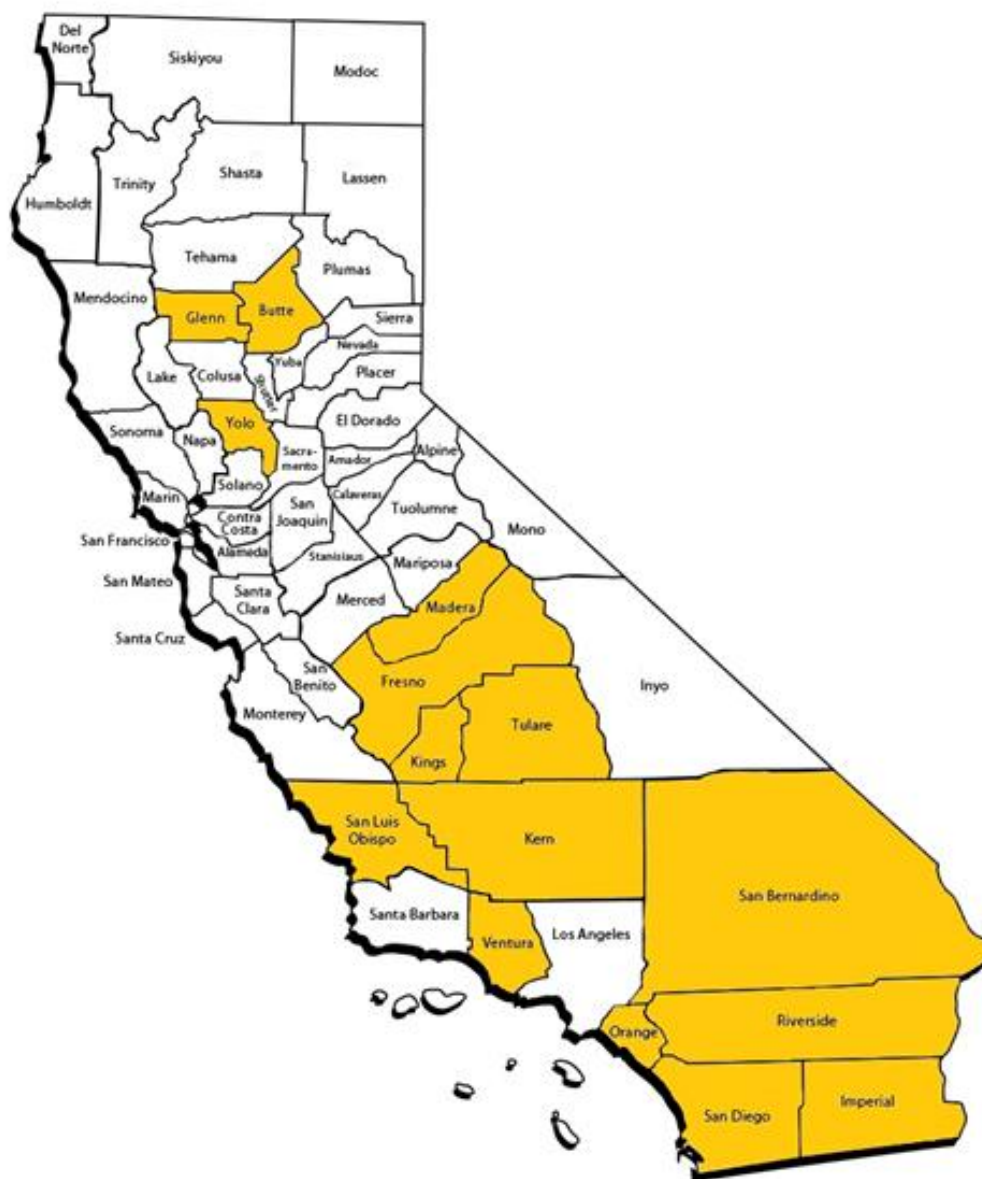 Del
Norte
Siskiyou
Modoc
Shasta
Lassen
Trinity
Humboldt
Tehama
Plumas
Mendocino
Glenn
Butte
Sierra
Nevada
Yuba
Placer
Lake
Colusa
El Dorado
Yolo
Sonoma
Napa
Sacra-
mento
Amador
Alpine
Solano
Marin
Calaveras
Tuolumne
San
Joaquin
Contra
Costa
Mono
San Francisco
Alameda
Stanisiaus
Mariposa
San Mateo
Santa
Clara
Merced
Madera
Santa Cruz
San
Benito
Fresno
Inyo
Monterey
Tulare
Kings
San Luis
Obispo
Kern
San Bernardino
Santa Barbara
Ventura
Los Angeles
Orange
Riverside
San Diego
Imperial